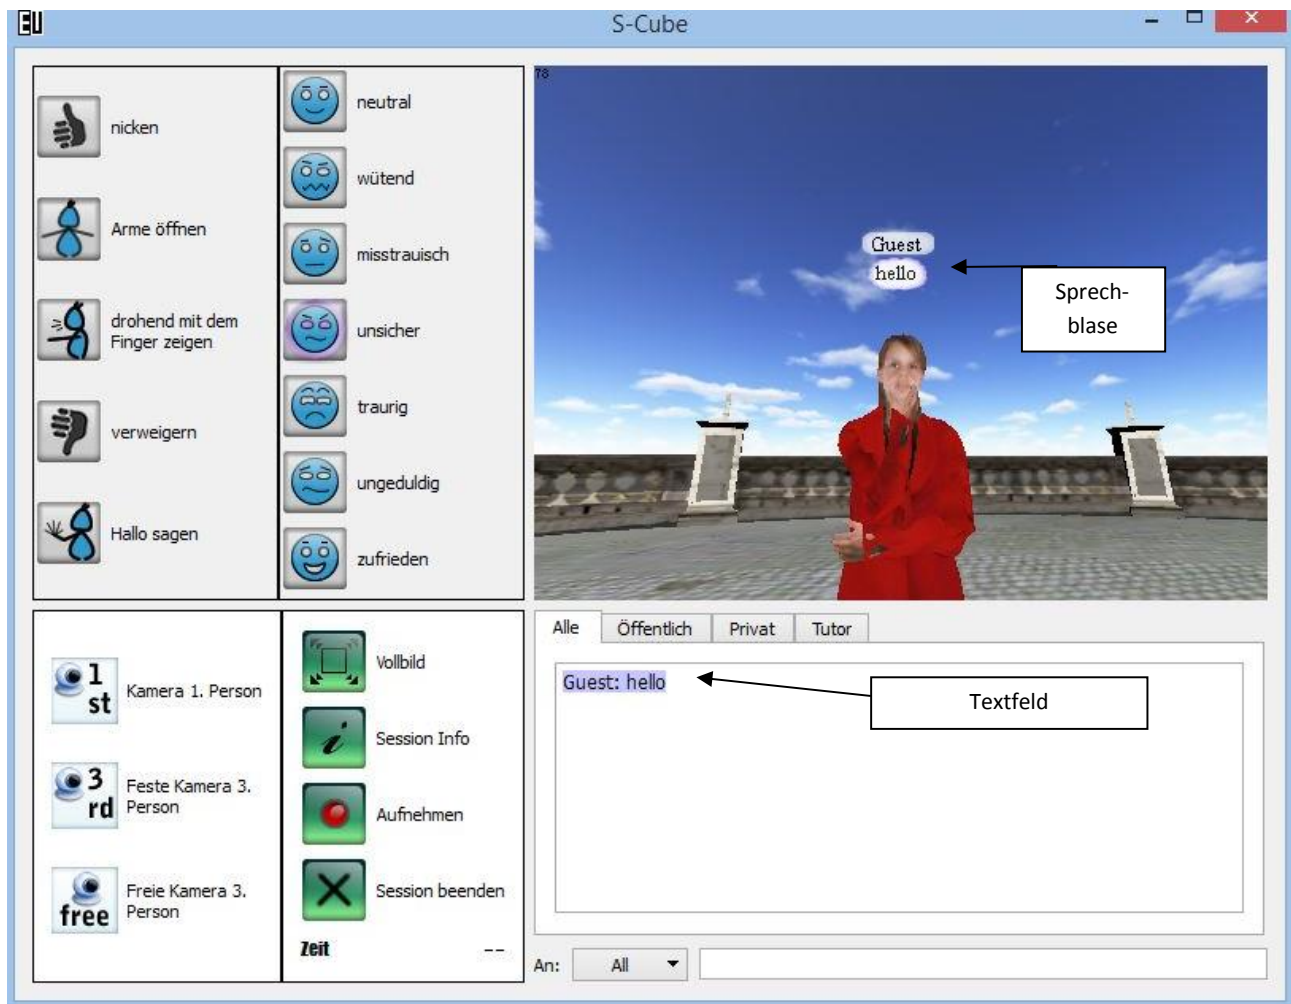 EU
S-Cube
nicken
Arme öffnen
drohend mit dem
Finger zeigen
verweigern
Hallo sagen
neutral
wütend
misstrauisch
unsicher
traurig
ungeduldig
zufrieden
78
Guest
hello
Sprech-
blase
1
st
Kamera 1. Person
3
rd
Feste Kamera 3.
Person
free
Freie Kamera 3.
Person
Vollbild
i
Session Info
Aufnehmen
Session beenden
Zeit --
Alle Öffentlich Privat Tutor
Guest: hello
Textfeld
An: All